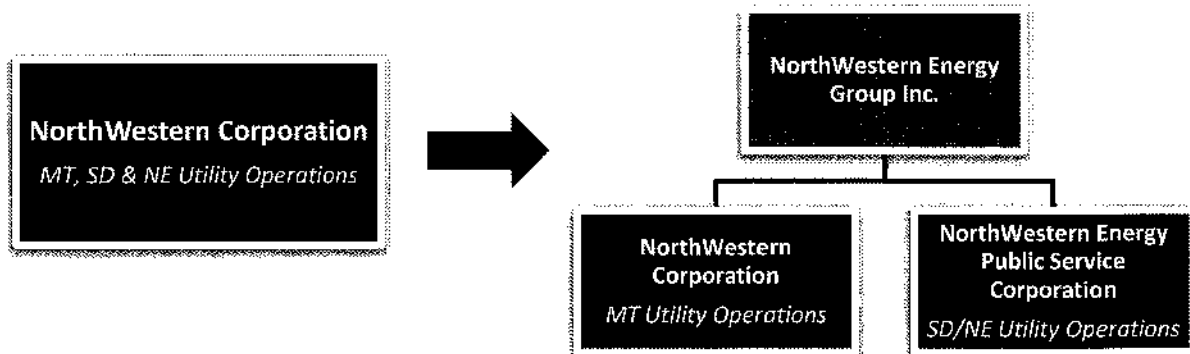 NorthWestern Corporation
MT, SD & NE Utility Operations
NorthWestern Energy
Group Inc.
NorthWestern
Corporation
MT Utility Operations
NorthWestern Energy
Public Service
Corporation
SD/NE Utility Operations